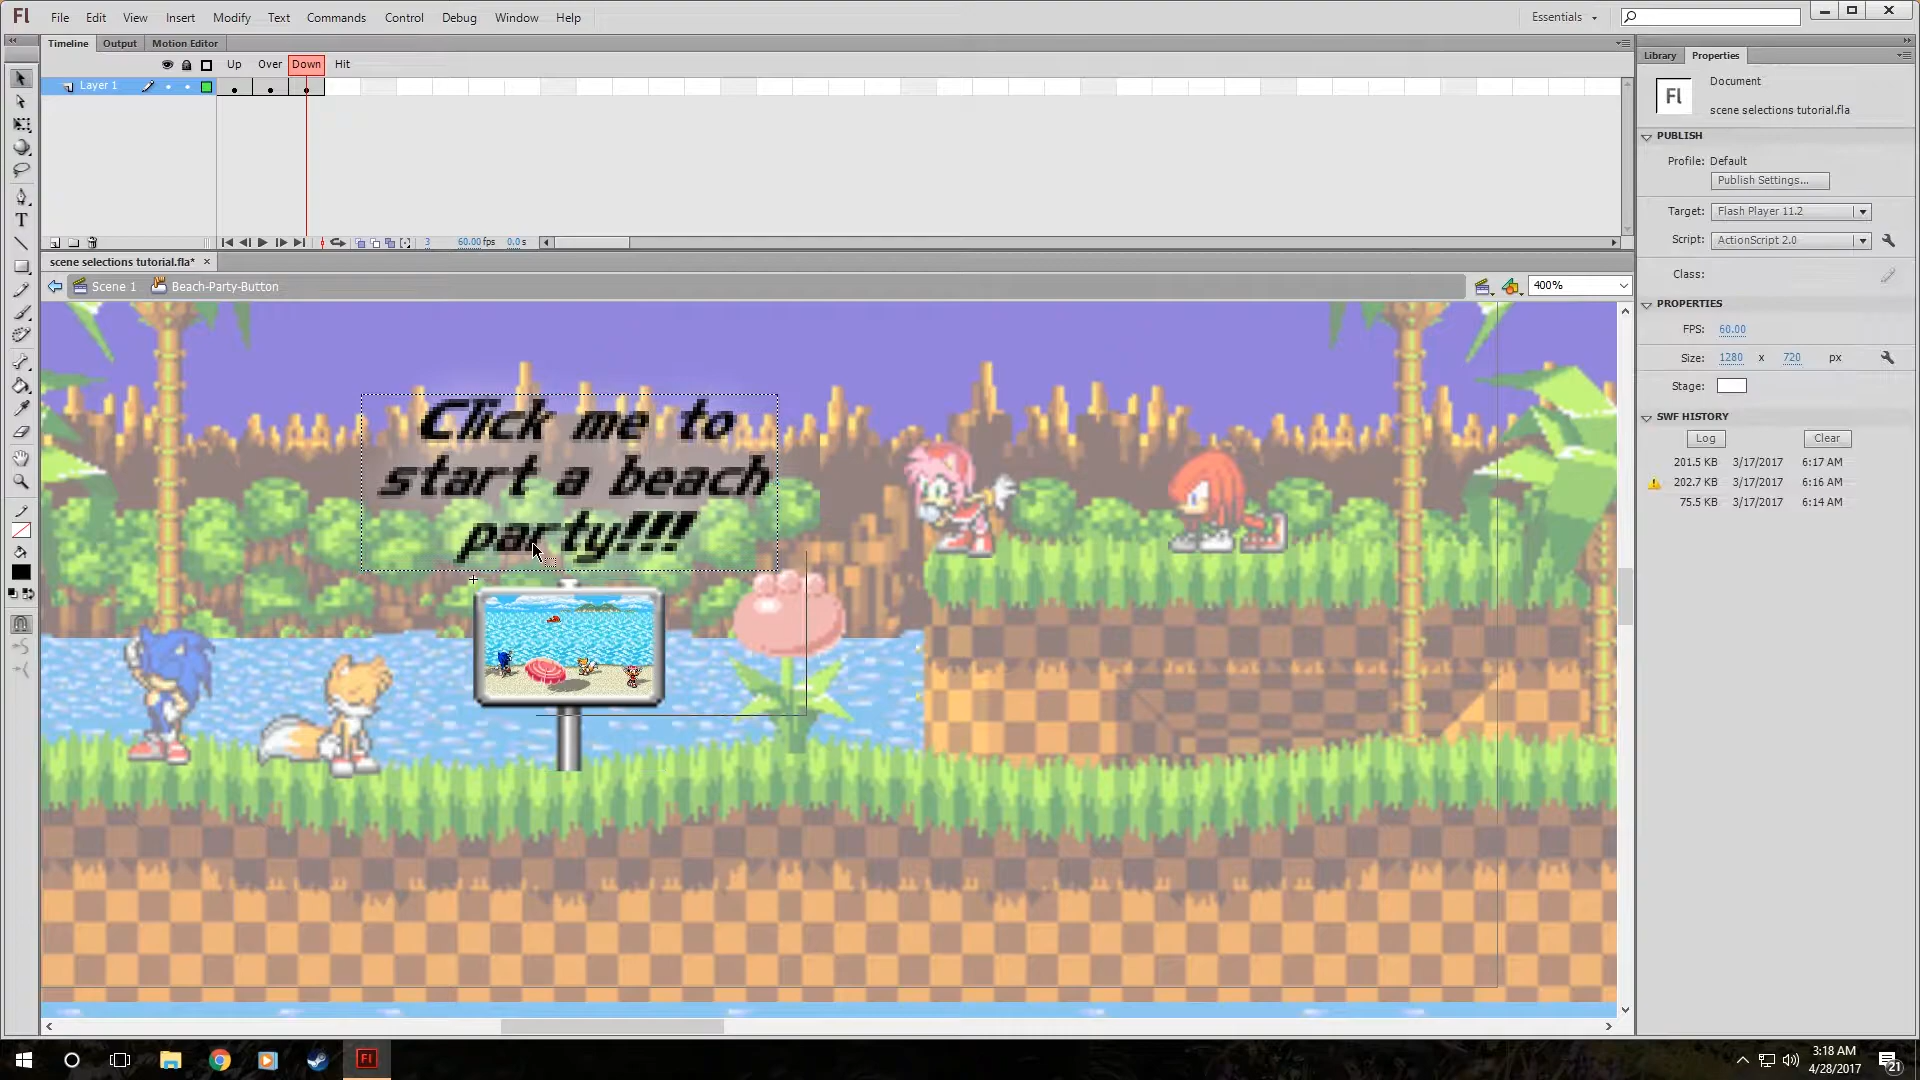 Fl File Edit View Insert Modify Text Commands Control Debug Window Help Essentials
Timeline Output Motion Editor
Up Over Down Hit
Layer 1
3 60.00 fps 0.0 s
scene selections tutorial.fla*
Scene 1 Beach-Party-Button 400%
Click me to
start a beach
party!!!
Library Properties
Fl
Document
scene selections tutorial.fla
PUBLISH
Profile: Default
Publish Settings...
Target: Flash Player 11.2
Script: ActionScript 2.0
Class:
PROPERTIES
FPS: 60.00
Size: 1280 x 720 px
Stage:
SWF HISTORY
Log Clear
201.5 KB 3/17/2017 6:17 AM
202.7 KB 3/17/2017 6:16 AM
75.5 KB 3/17/2017 6:14 AM
Fl
3:18 AM
4/28/2017
21